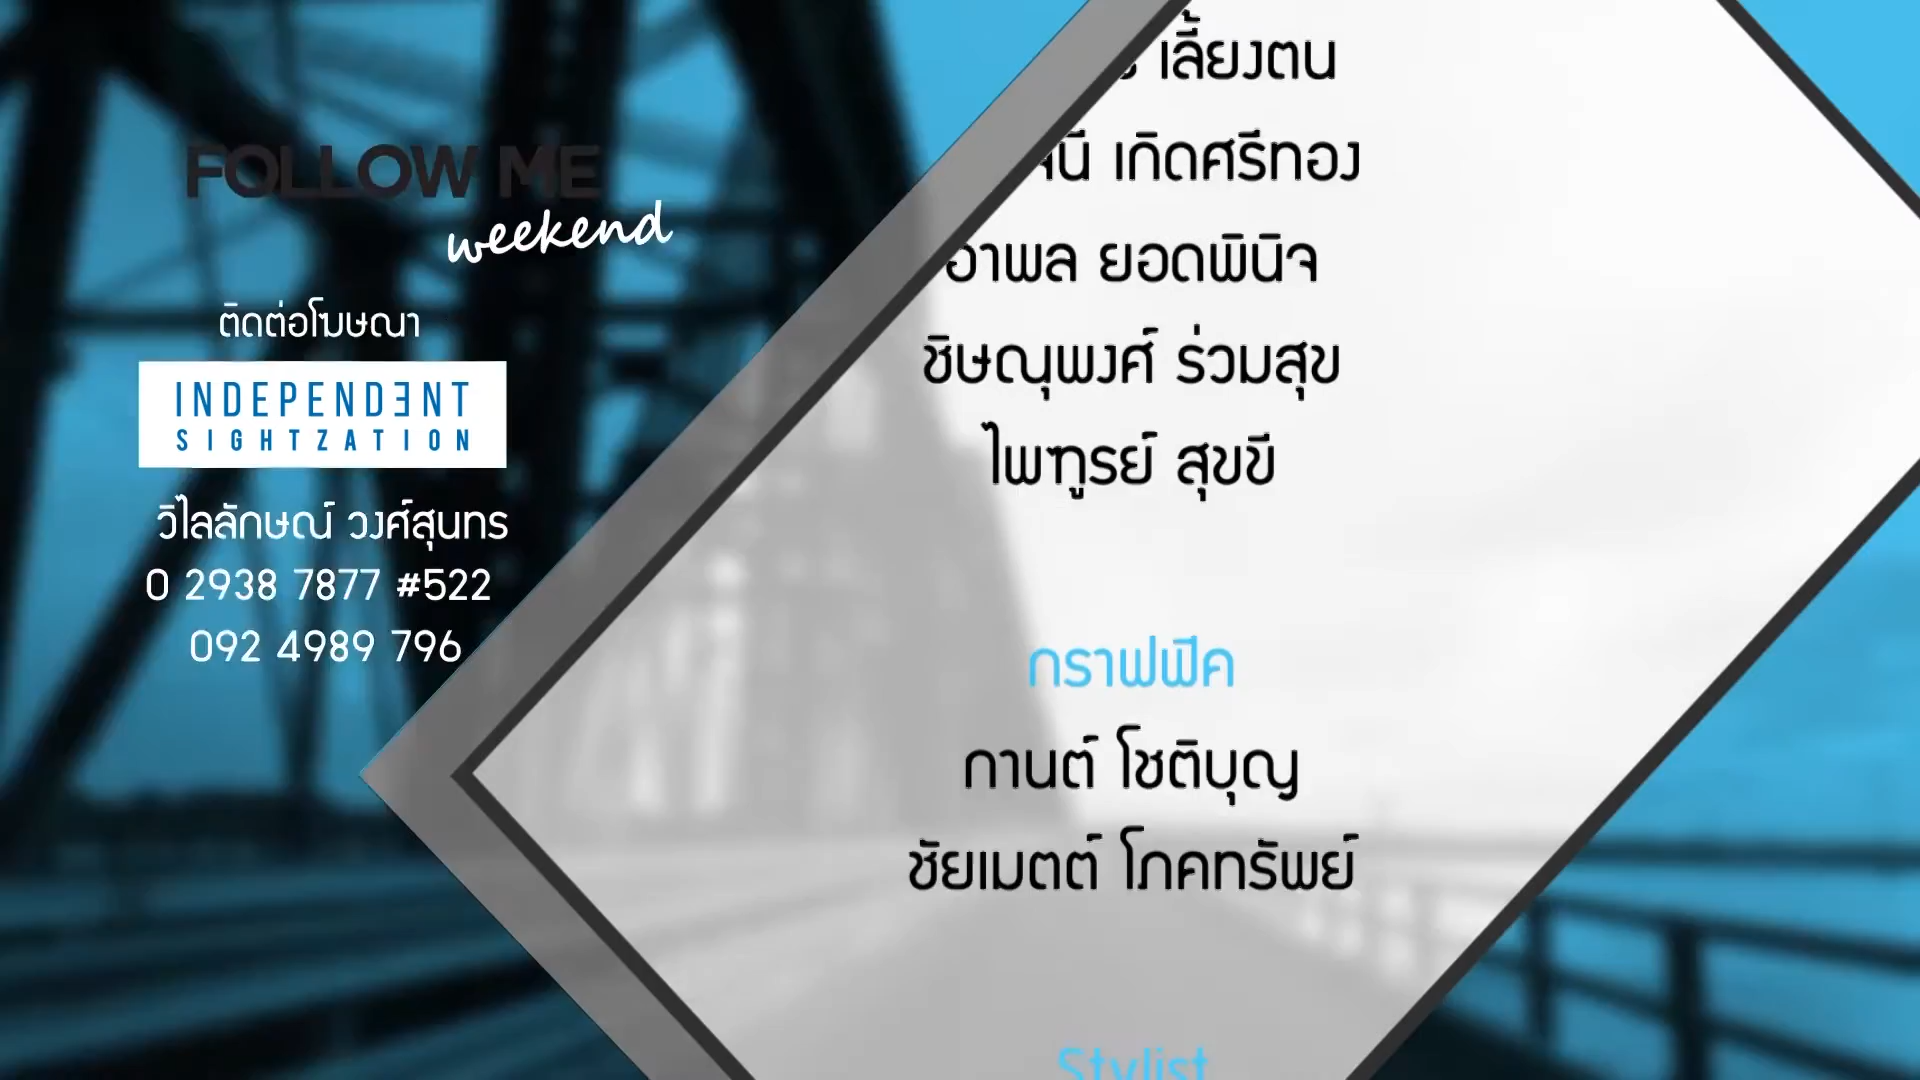 FOLLOW ME
weekend
ติดต่อโฆษณา
INDEPENDƎNT
SIGHTZATION
วิไลลักษณ์ วงศ์สุนทร
0 2938 7877 #522
092 4989 796
เลี้ยงตน
เกิดศรีทอง
อำพล ยอดพินิจ
ชิษณุพงศ์ ร่วมสุข
ไพฑูรย์ สุขขี
กราฟฟิค
กานต์ โชติบุญ
ชัยเมตต์ โภคทรัพย์
Stylist